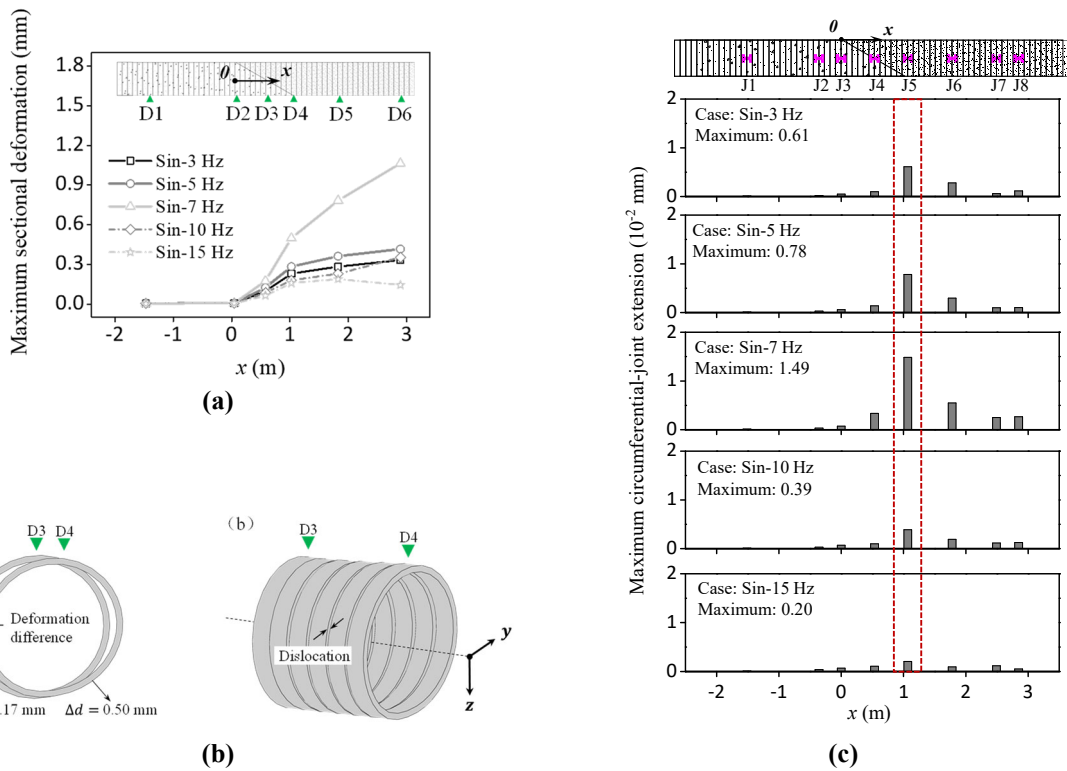 Maximum sectional deformation (mm)
1.8
1.5
1.2
0.9
0.6
0.3
0.0
0 x
D1 D2 D3 D4 D5 D6
Sin-3 Hz
Sin-5 Hz
Sin-7 Hz
Sin-10 Hz
Sin-15 Hz
-2 -1 0 1 2 3
x (m)
(a)
D3 D4
Deformation
difference
.17 mm Δd = 0.50 mm
(b)
D3
D4
Dislocation
y
z
(b)
0 x
J1 J2 J3 J4 J5 J6 J7 J8
Maximum circumferential-joint extension (10-2 mm)
2
1
0
Case: Sin-3 Hz
Maximum: 0.61
2
1
0
Case: Sin-5 Hz
Maximum: 0.78
2
1
0
Case: Sin-7 Hz
Maximum: 1.49
2
1
0
Case: Sin-10 Hz
Maximum: 0.39
2
1
0
Case: Sin-15 Hz
Maximum: 0.20
-2 -1 0 1 2 3
x (m)
(c)